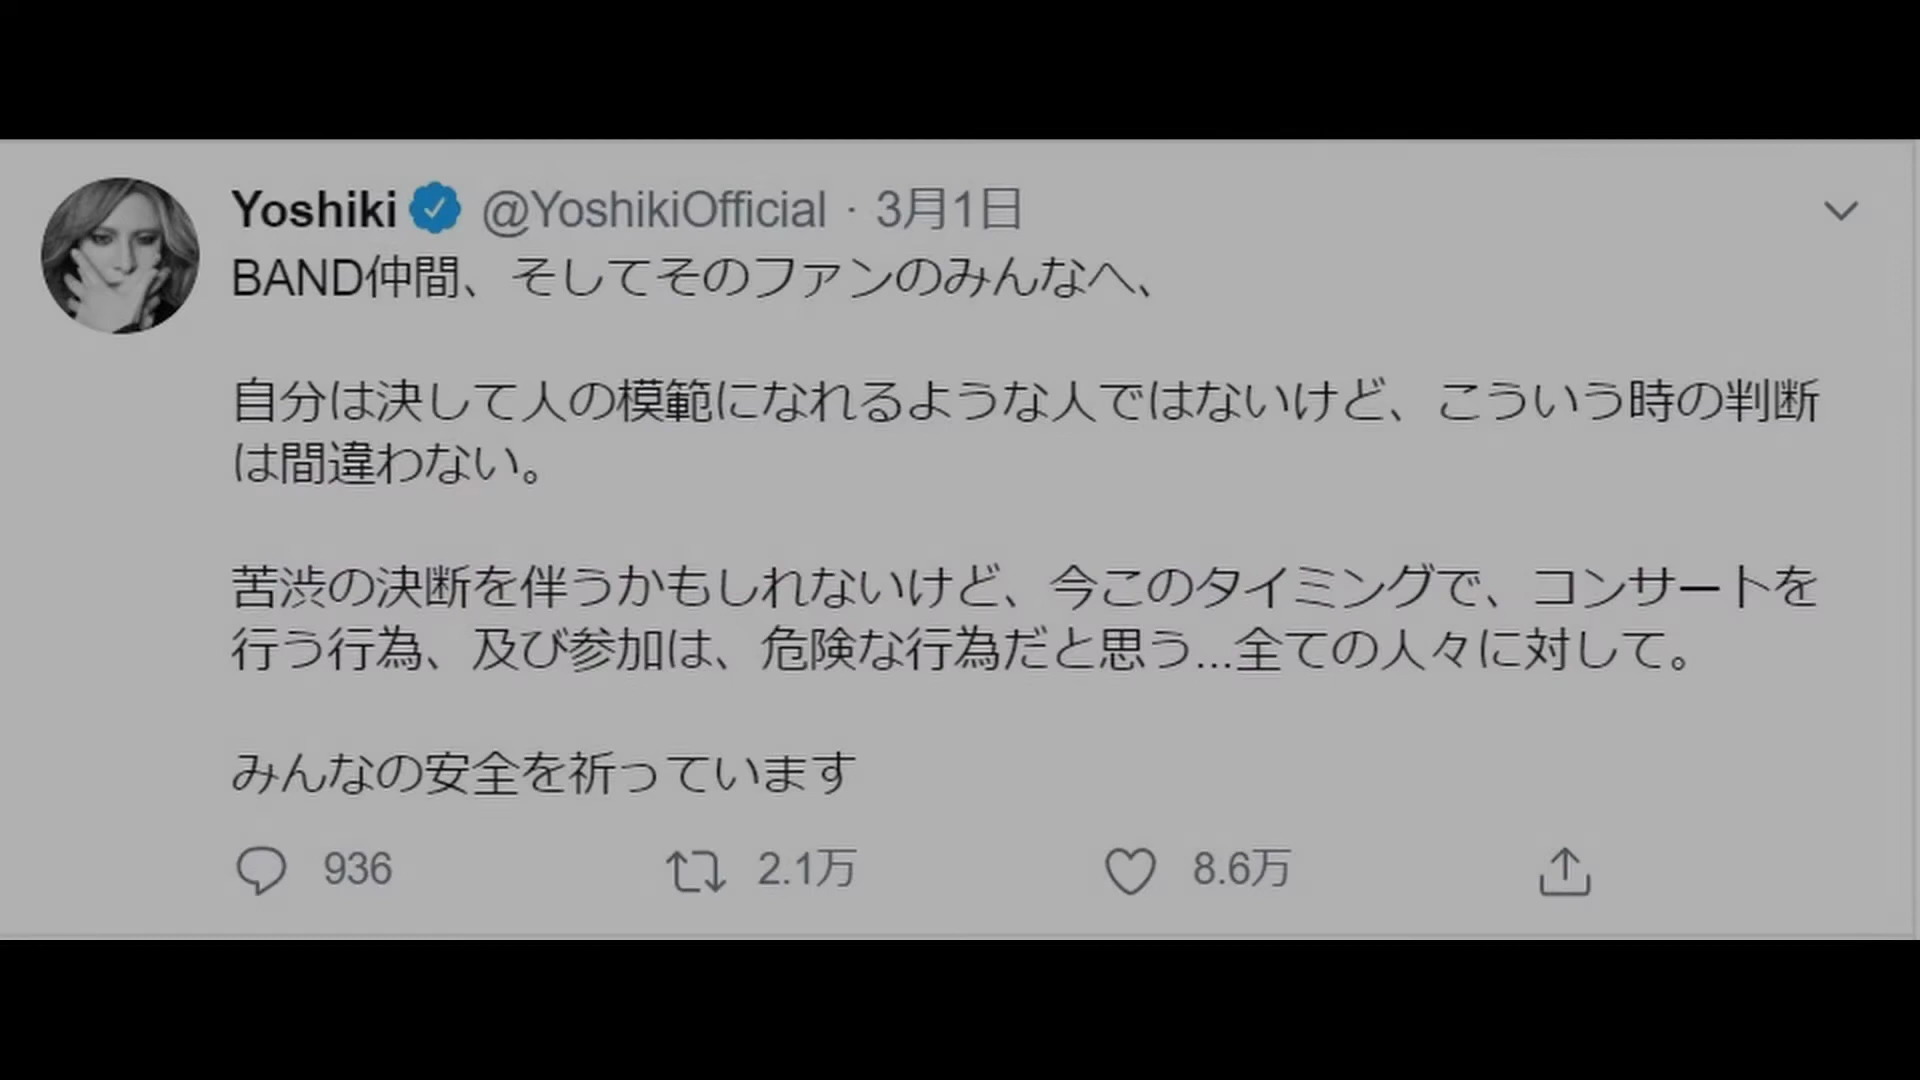 Yoshiki @YoshikiOfficial · 3月1日
BAND仲間、そしてそのファンのみんなへ、
自分は決して人の模範になれるような人ではないけど、こういう時の判断
は間違わない。
苦渋の決断を伴うかもしれないけど、今このタイミングで、コンサートを
行う行為、及び参加は、危険な行為だと思う...全ての人々に対して。
みんなの安全を祈っています
936 2.1万 8.6万